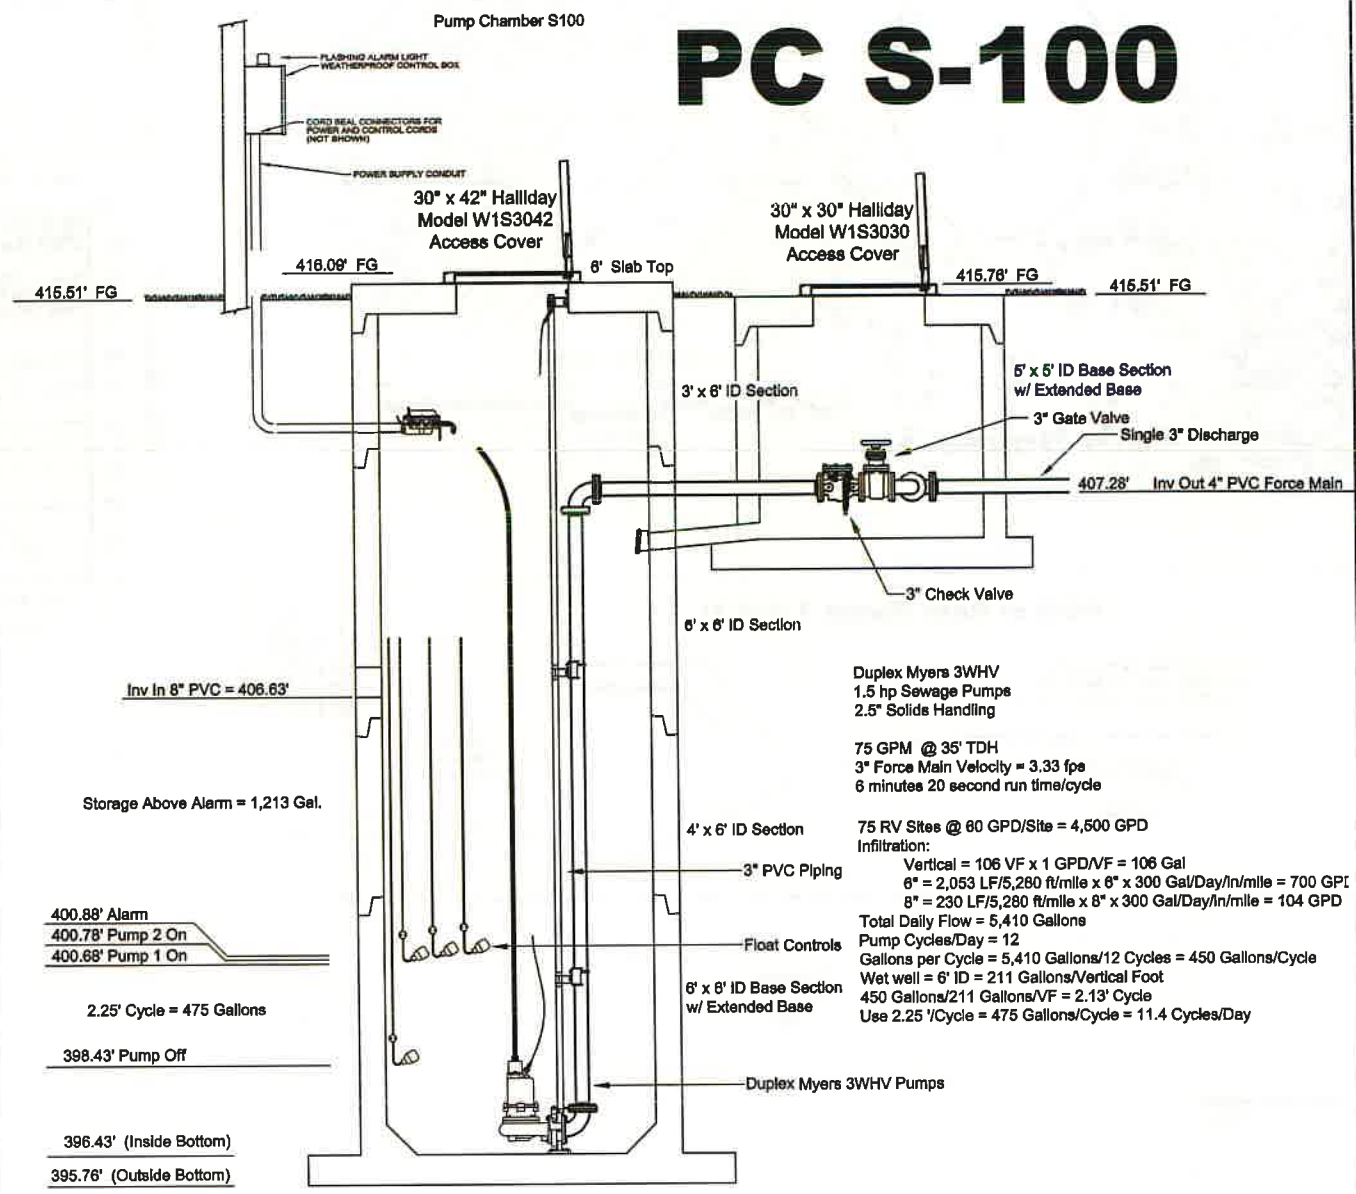 Pump Chamber S100
PC S-100
FLASHING ALARM LIGHT
WEATHERPROOF CONTROL BOX
CORD SEAL CONNECTORS FOR
POWER AND CONTROL CORDS
(NOT SHOWN)
POWER SUPPLY CONDUIT
30" x 42" Halliday
Model W1S3042
Access Cover
30" x 30" Halliday
Model W1S3030
Access Cover
416.09' FG
6' Slab Top
415.76' FG
415.51' FG
415.51' FG
3' x 6' ID Section
5' x 5' ID Base Section
w/ Extended Base
3" Gate Valve
Single 3" Discharge
407.28' Inv Out 4" PVC Force Main
3" Check Valve
6' x 6' ID Section
Inv In 8" PVC = 406.63'
Duplex Myers 3WHV
1.5 hp Sewage Pumps
2.5" Solids Handling
75 GPM @ 35' TDH
3" Force Main Velocity = 3.33 fps
6 minutes 20 second run time/cycle
Storage Above Alarm = 1,213 Gal.
4' x 6' ID Section
3" PVC Piping
75 RV Sites @ 60 GPD/Site = 4,500 GPD
Infiltration:
Vertical = 106 VF x 1 GPD/VF = 106 Gal
6" = 2,053 LF/5,280 ft/mile x 6" x 300 Gal/Day/in/mile = 700 GPD
8" = 230 LF/5,280 ft/mile x 8" x 300 Gal/Day/in/mile = 104 GPD
Total Daily Flow = 5,410 Gallons
Pump Cycles/Day = 12
Gallons per Cycle = 5,410 Gallons/12 Cycles = 450 Gallons/Cycle
Wet well = 6' ID = 211 Gallons/Vertical Foot
450 Gallons/211 Gallons/VF = 2.13' Cycle
Use 2.25 '/Cycle = 475 Gallons/Cycle = 11.4 Cycles/Day
400.88' Alarm
400.78' Pump 2 On
400.68' Pump 1 On
Float Controls
6' x 6' ID Base Section
w/ Extended Base
2.25' Cycle = 475 Gallons
398.43' Pump Off
Duplex Myers 3WHV Pumps
396.43' (Inside Bottom)
395.76' (Outside Bottom)